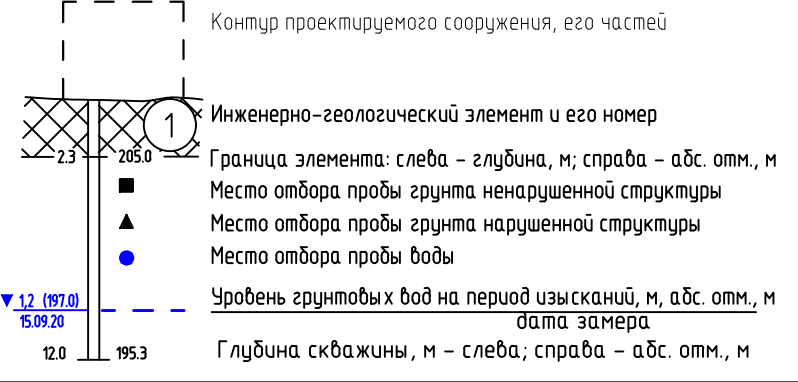 Контур проектируемого сооружения, его частей
1 Инженерно-геологический элемент и его номер
2.3 205.0 Граница элемента: слева - глубина, м; справа - абс. отм., м
Место отбора пробы грунта ненарушенной структуры
Место отбора пробы грунта нарушенной структуры
Место отбора пробы воды
1,2 (197.0) Уровень грунтовых вод на период изысканий, м, абс. отм., м
15.09.20 дата замера
12.0 195.3 Глубина скважины, м - слева; справа - абс. отм., м